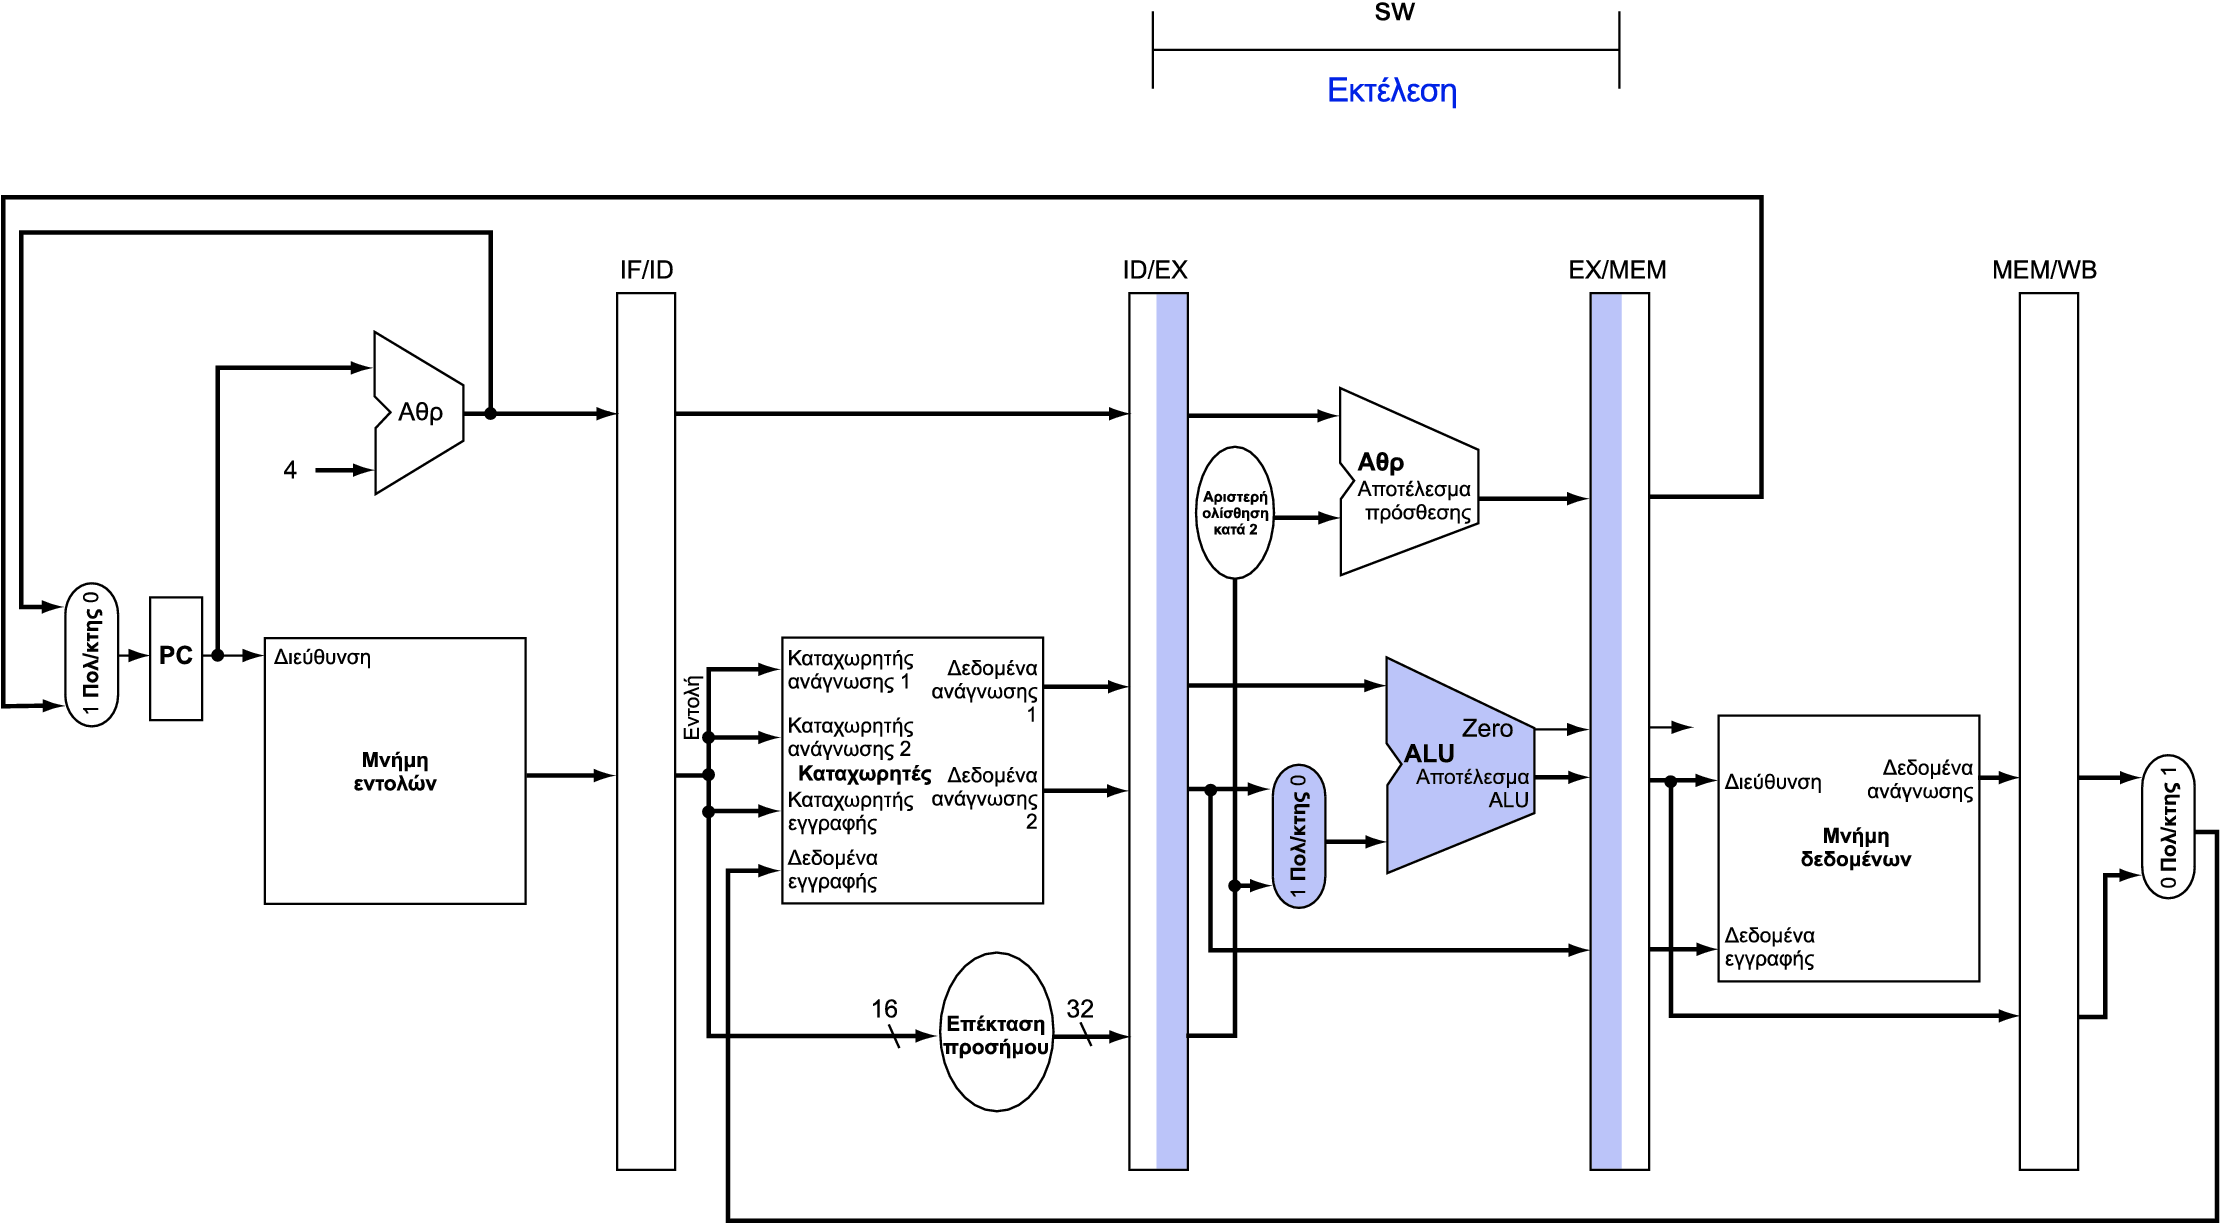 SW
Εκτέλεση
IF/ID
ID/EX
EX/MEM
MEM/WB
Αθρ
4
Αθρ
Αποτέλεσμα
πρόσθεσης
Αριστερή
ολίσθηση
κατά 2
1 Πολ/κτης 0
PC
Διεύθυνση
Μνήμη
εντολών
Εντολή
Καταχωρητής
ανάγνωσης 1
Καταχωρητής
ανάγνωσης 2
Καταχωρητές
Καταχωρητής
εγγραφής
Δεδομένα
εγγραφής
Δεδομένα
ανάγνωσης
1
Δεδομένα
ανάγνωσης
2
16
Επέκταση
προσήμου
32
1 Πολ/κτης 0
Zero
ALU
Αποτέλεσμα
ALU
Διεύθυνση
Δεδομένα
ανάγνωσης
Μνήμη
δεδομένων
Δεδομένα
εγγραφής
0 Πολ/κτης 1